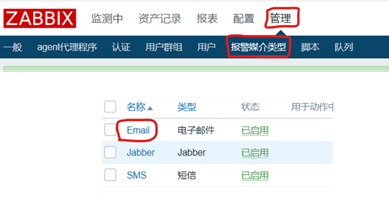 ZABBIX 监测中 资产记录 报表 配置 管理
一般 agent代理程序 认证 用户群组 用户 报警媒介类型 脚本 队列
名称 类型 状态 用于动作中
Email 电子邮件 已启用
Jabber Jabber 已启用
SMS 短信 已启用